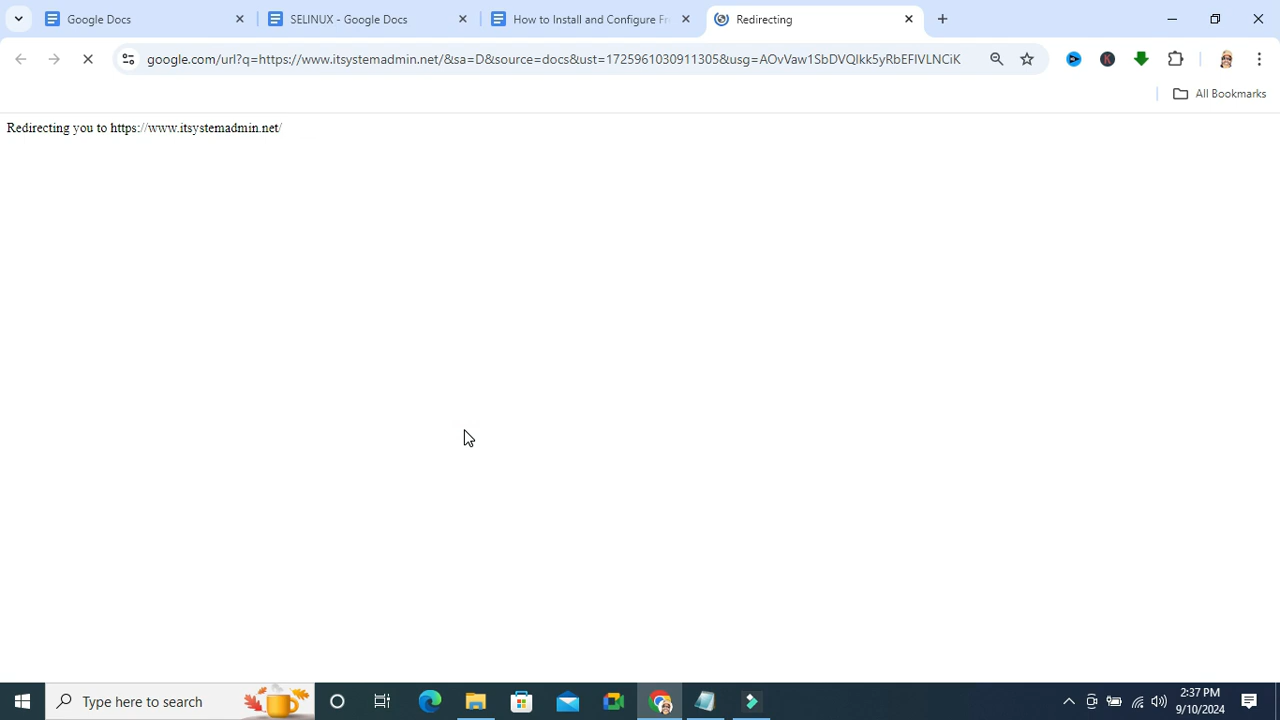 Google Docs
SELINUX - Google Docs
How to Install and Configure Fr
Redirecting
google.com/url?q=https://www.itsystemadmin.net/&sa=D&source=docs&ust=1725961030911305&usg=AOvVaw1SbDVQIkk5yRbEFIVLNCiK
All Bookmarks
Redirecting you to https://www.itsystemadmin.net/
Type here to search
2:37 PM
9/10/2024